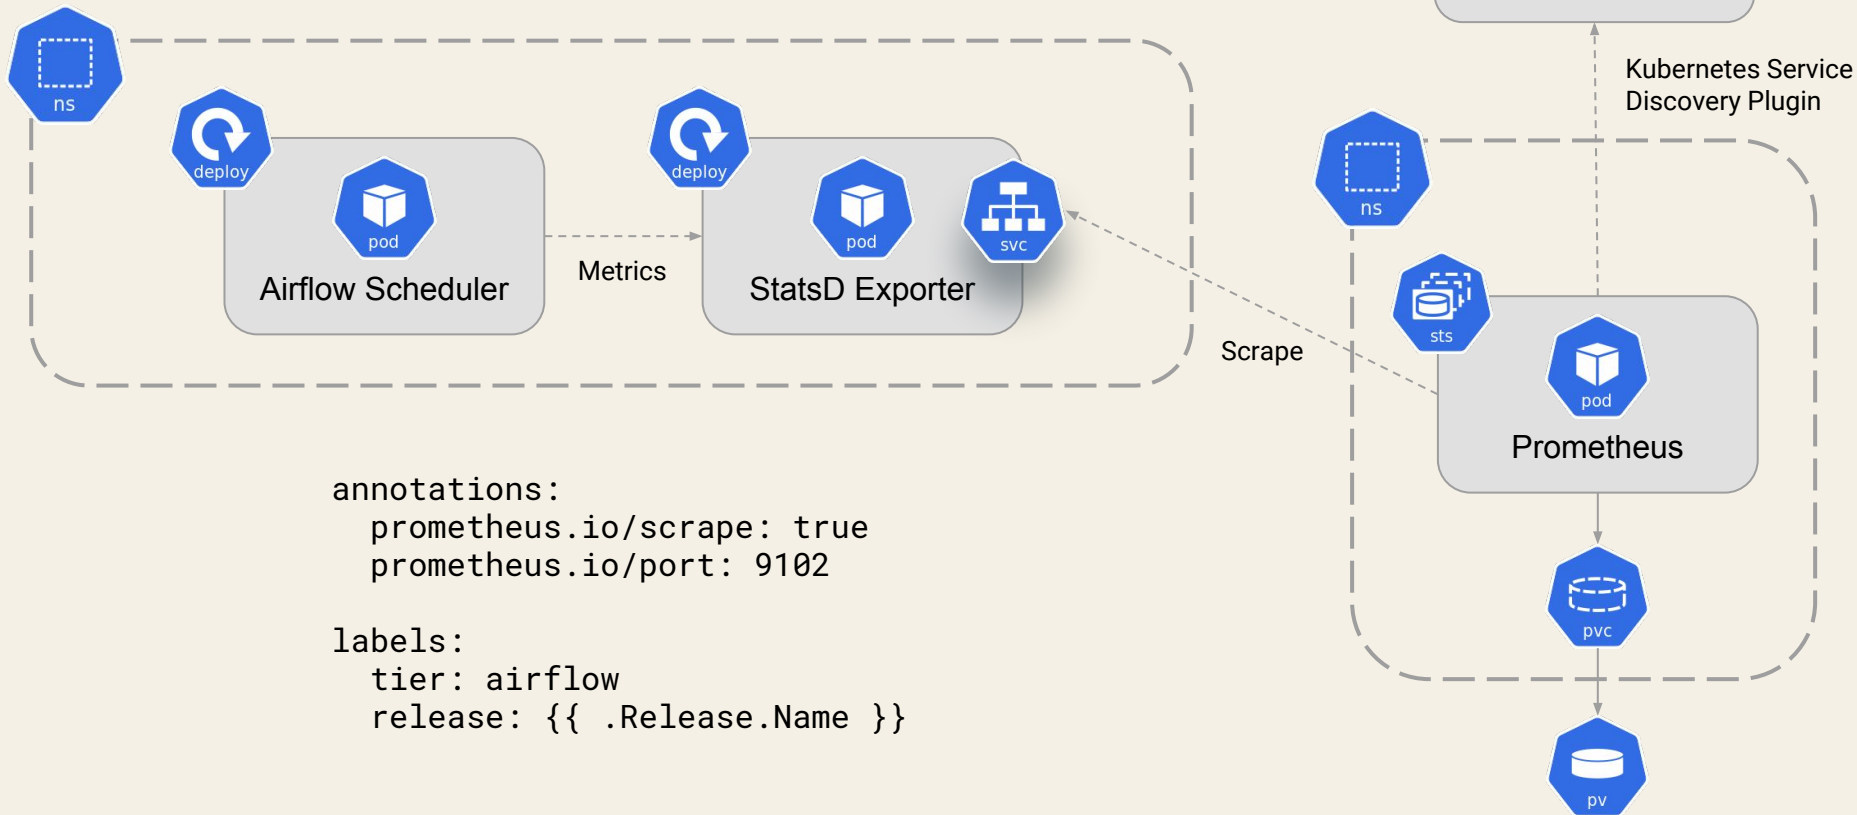 ns
deploy
pod
Airflow Scheduler
Metrics
deploy
pod
svc
StatsD Exporter
Scrape
Kubernetes Service
Discovery Plugin
ns
sts
pod
Prometheus
pvc
pv
annotations:
  prometheus.io/scrape: true
  prometheus.io/port: 9102
labels:
  tier: airflow
  release: {{ .Release.Name }}